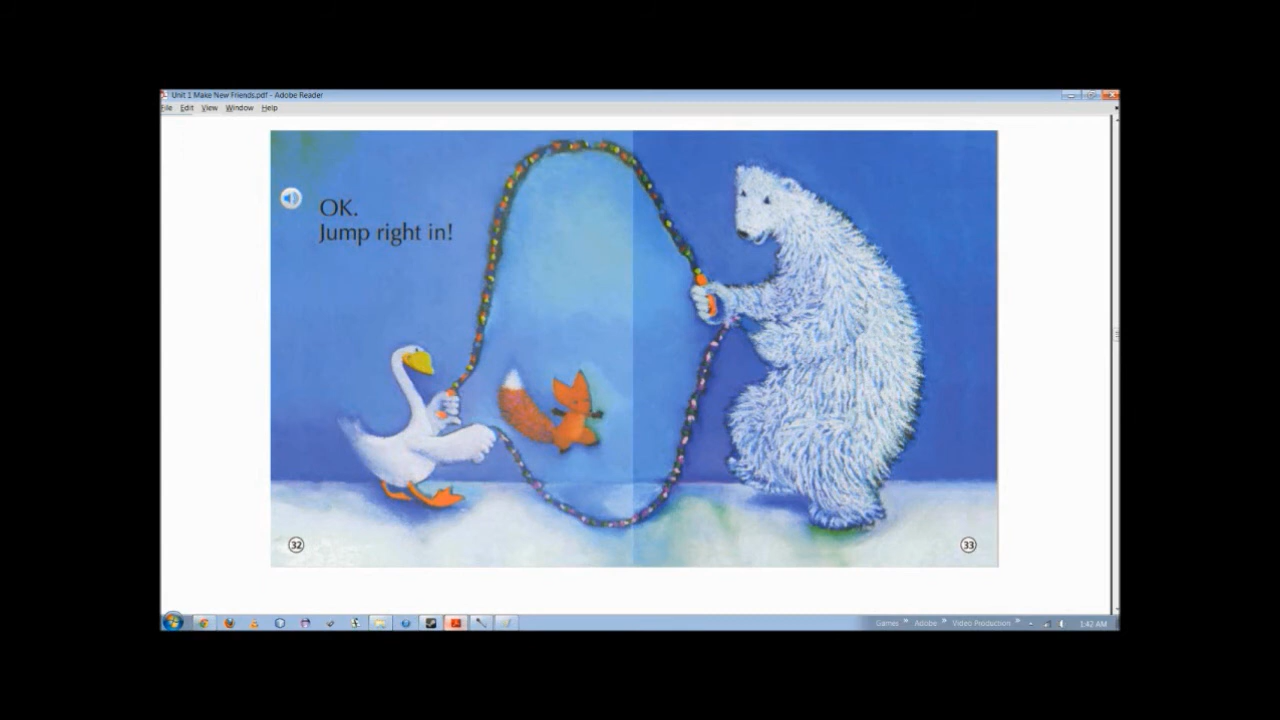 Unit 1 Make New Friends.pdf - Adobe Reader
File Edit View Window Help
OK.
Jump right in!
32
33
Games » Adobe » Video Production » 1:42 AM